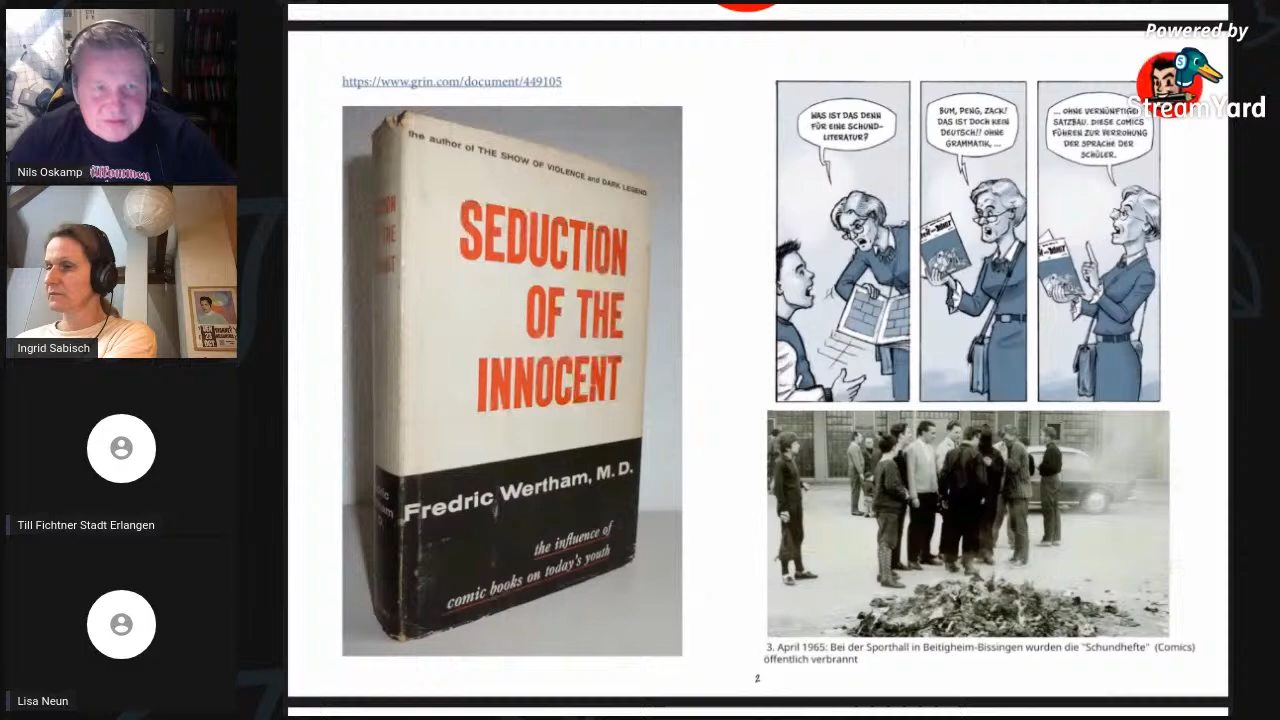 Powered by
StreamYard
Nils Oskamp
Ingrid Sabisch
Till Fichtner Stadt Erlangen
Lisa Neun
https://www.grin.com/document/449105
the author of THE SHOW OF VIOLENCE and DARK LEGEND
SEDUCTION
OF THE
INNOCENT
Fredric Wertham, M. D.
the influence of
comic books on today's youth
WAS IST DAS DENN
FÜR EINE SCHUND-
LITERATUR?
BUM, PENG, ZACK!
DAS IST DOCH KEIN
DEUTSCH!! OHNE
GRAMMATIK, ...
... OHNE VERNÜNFTIGEN
SATZBAU. DIESE COMICS
FÜHREN ZUR VERROHUNG
DER SPRACHE DER
SCHÜLER.
3. April 1965: Bei der Sporthall in Beitigheim-Bissingen wurden die "Schundhefte" (Comics)
öffentlich verbrannt
2